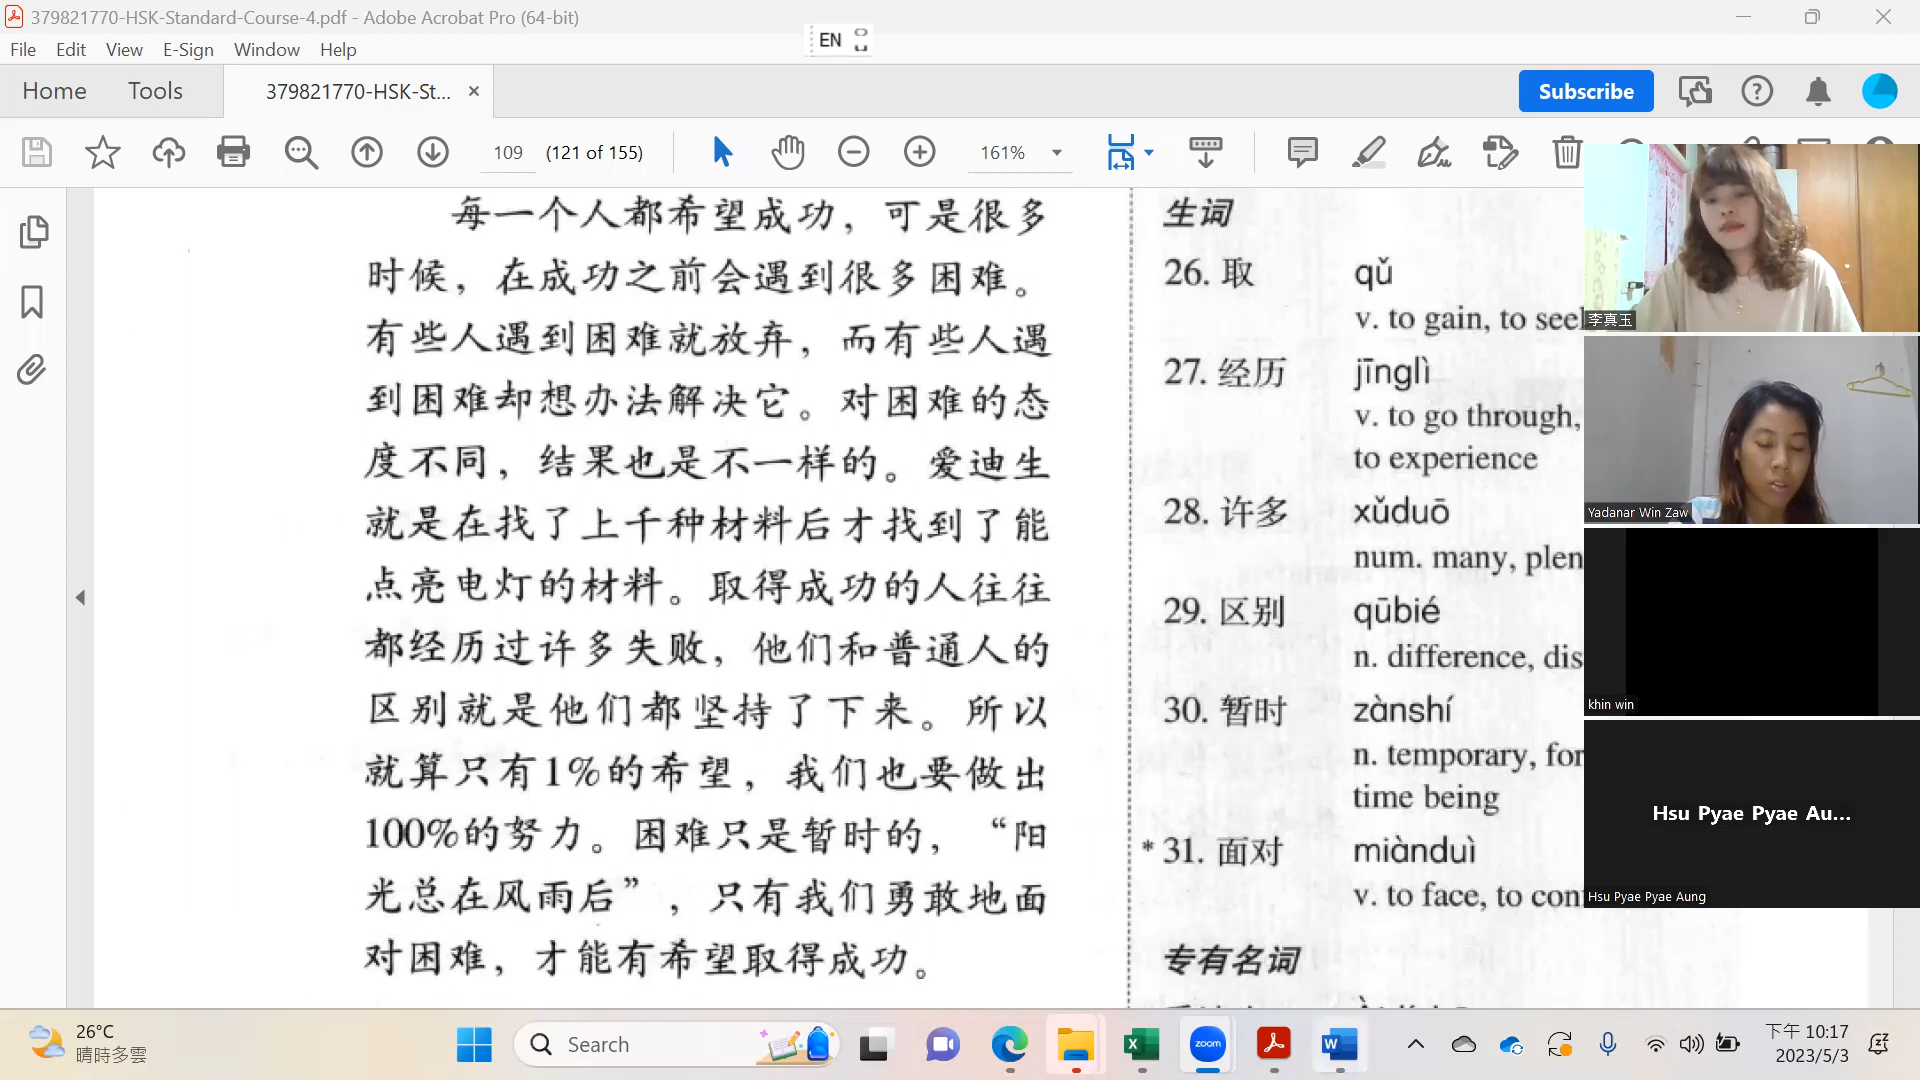 379821770-HSK-Standard-Course-4.pdf - Adobe Acrobat Pro (64-bit)
File Edit View E-Sign Window Help
EN
Home Tools 379821770-HSK-St... ×
Subscribe
109 (121 of 155)
161%
每一个人都希望成功，可是很多
时候，在成功之前会遇到很多困难。
有些人遇到困难就放弃，而有些人遇
到困难却想办法解决它。对困难的态
度不同，结果也是不一样的。爱迪生
就是在找了上千种材料后才找到了能
点亮电灯的材料。取得成功的人往往
都经历过许多失败，他们和普通人的
区别就是他们都坚持了下来。所以
就算只有1%的希望，我们也要做出
100%的努力。困难只是暂时的，“阳
光总在风雨后”，只有我们勇敢地面
对困难，才能有希望取得成功。
生词
26. 取 qǔ
v. to gain, to see
27. 经历 jīnglì
v. to go through,
to experience
28. 许多 xǔduō
num. many, plen
29. 区别 qūbié
n. difference, dis
30. 暂时 zànshí
n. temporary, for
time being
* 31. 面对 miànduì
v. to face, to con
专有名词
李真玉
Yadanar Win Zaw
khin win
Hsu Pyae Pyae Au...
Hsu Pyae Pyae Aung
26°C
晴時多雲
Search
zoom
下午 10:17
2023/5/3